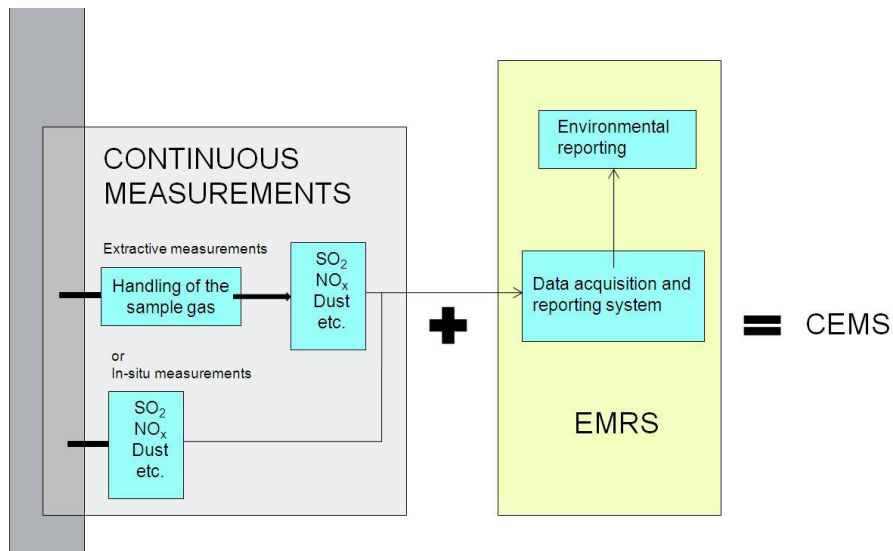 CONTINUOUS
MEASUREMENTS
Extractive measurements
Handling of the
sample gas
SO₂
NOₓ
Dust
etc.
or
In-situ measurements
SO₂
NOₓ
Dust
etc.
+
Environmental
reporting
Data acquisition and
reporting system
EMRS
=
CEMS